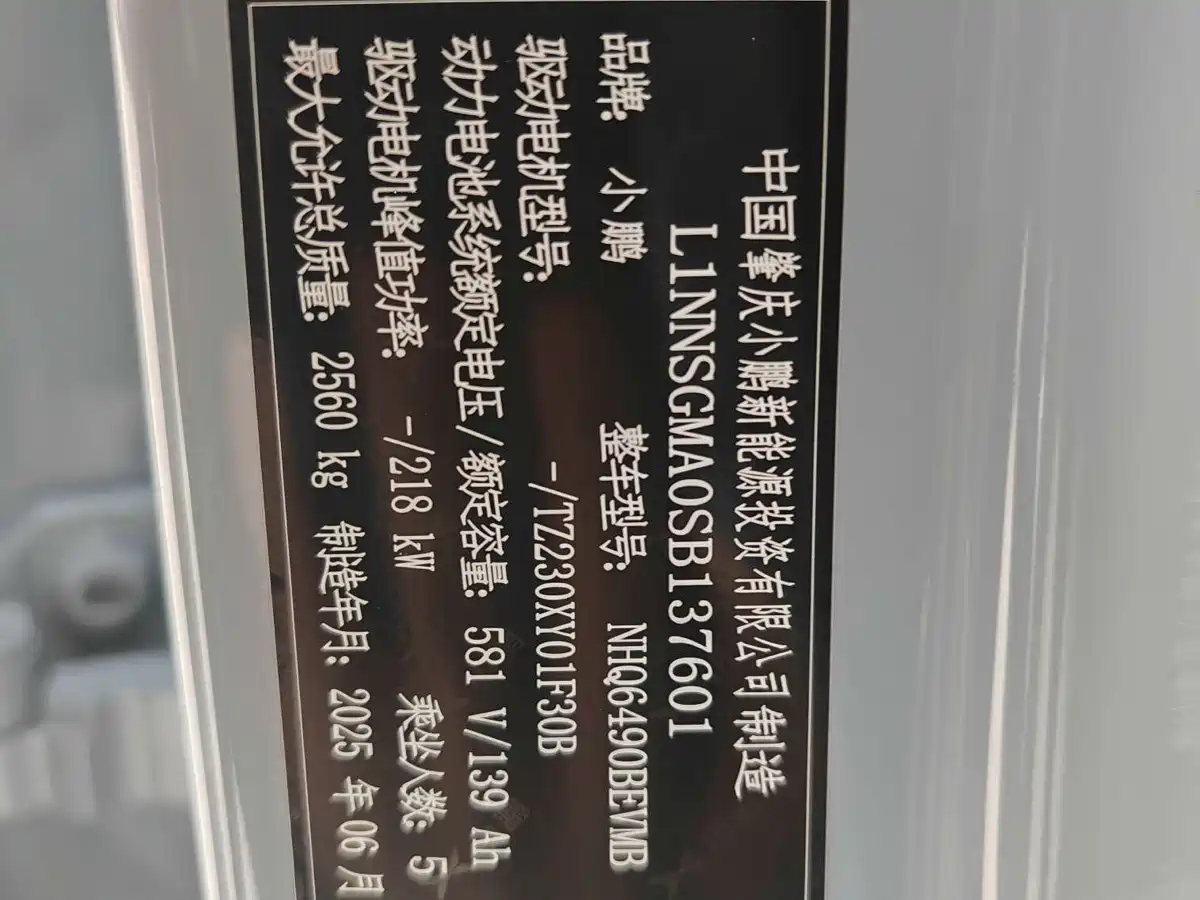 中国肇庆小鹏新能源投资有限公司制造
L1NNSGMA0SB137601
品牌: 小鹏 整车型号: NHQ6490BEVMB
驱动电机型号: -/TZ230XY01F30B
动力电池系统额定电压/额定容量: 581 V/139 Ah
驱动电机峰值功率: -/218 kW 乘坐人数: 5
最大允许总质量: 2560 kg 制造年月: 2025 年 06 月